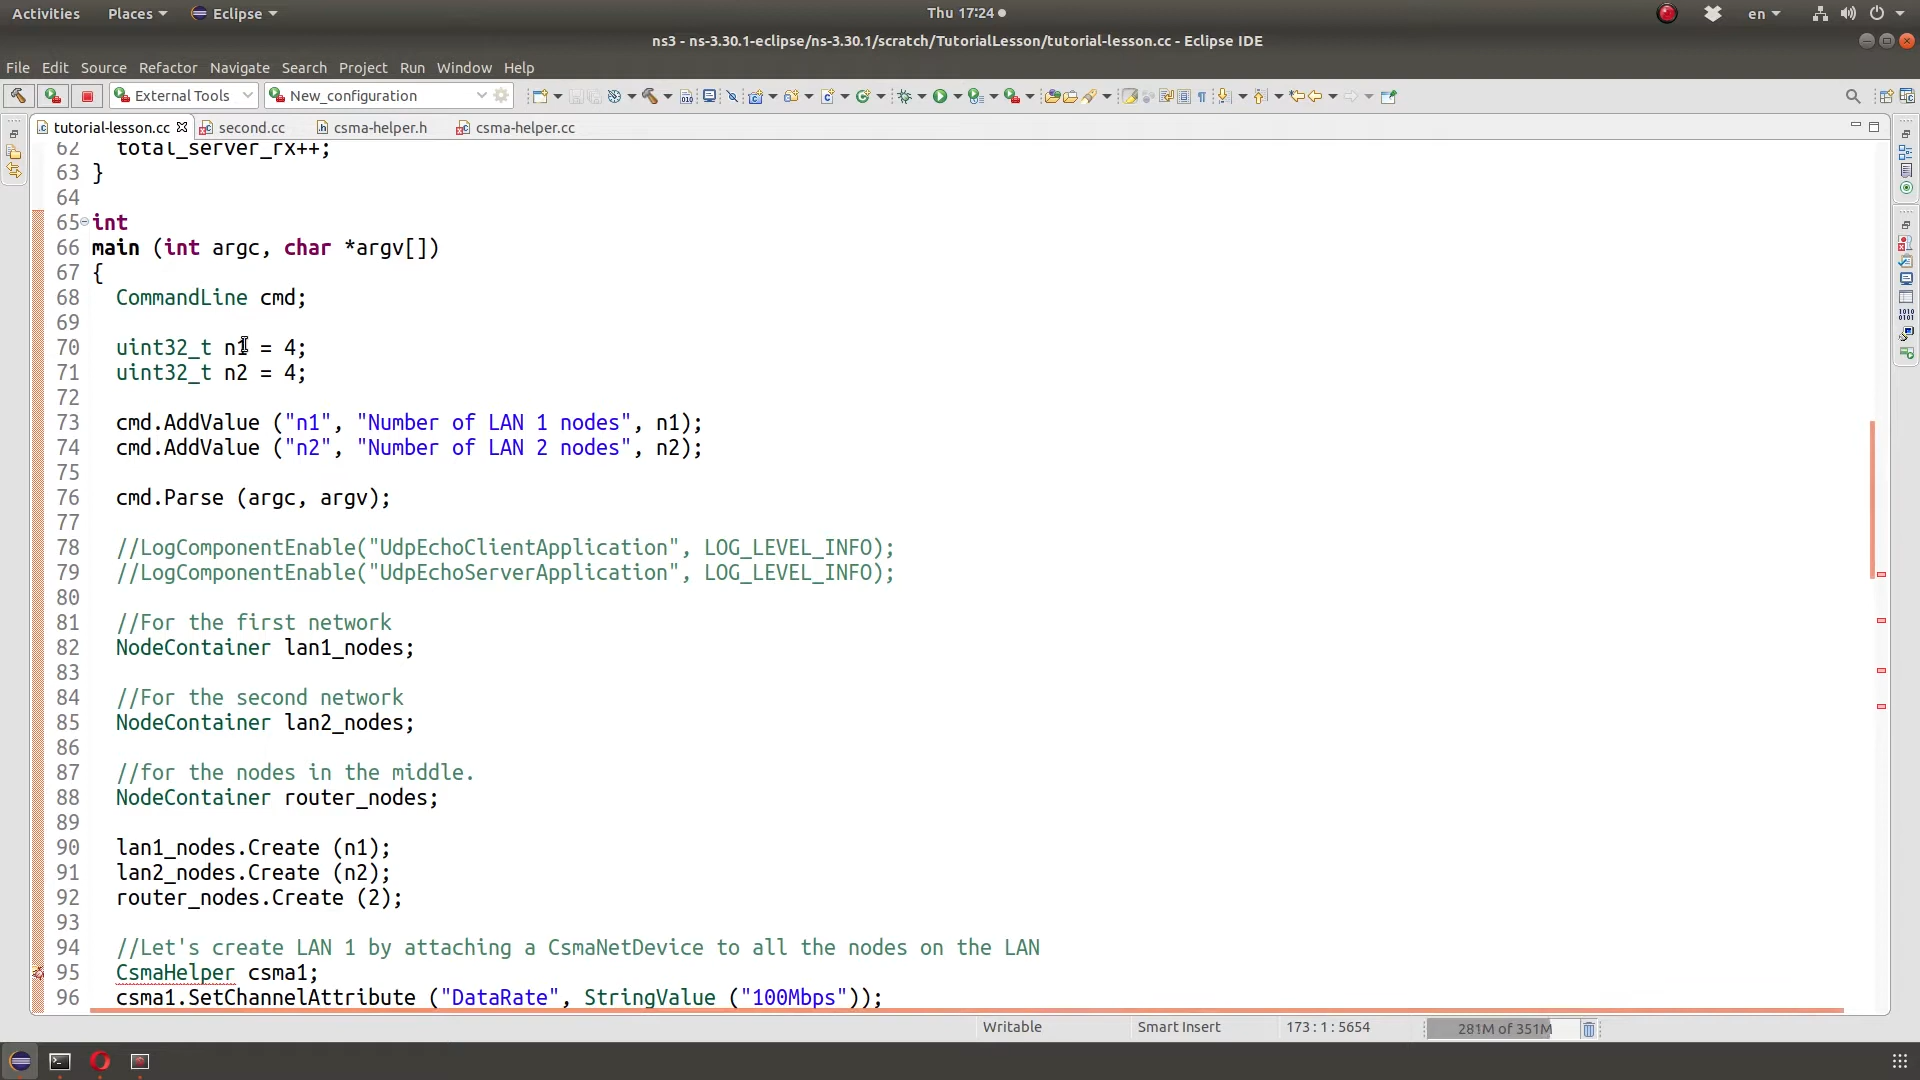 Activities Places Eclipse Thu 17:24 en
ns3 - ns-3.30.1-eclipse/ns-3.30.1/scratch/TutorialLesson/tutorial-lesson.cc - Eclipse IDE
File Edit Source Refactor Navigate Search Project Run Window Help
External Tools New_configuration
tutorial-lesson.cc second.cc csma-helper.h csma-helper.cc
62 total_server_rx++;
63 }
64
65 int
66 main (int argc, char *argv[])
67 {
68 CommandLine cmd;
69
70 uint32_t n1 = 4;
71 uint32_t n2 = 4;
72
73 cmd.AddValue ("n1", "Number of LAN 1 nodes", n1);
74 cmd.AddValue ("n2", "Number of LAN 2 nodes", n2);
75
76 cmd.Parse (argc, argv);
77
78 //LogComponentEnable("UdpEchoClientApplication", LOG_LEVEL_INFO);
79 //LogComponentEnable("UdpEchoServerApplication", LOG_LEVEL_INFO);
80
81 //For the first network
82 NodeContainer lan1_nodes;
83
84 //For the second network
85 NodeContainer lan2_nodes;
86
87 //for the nodes in the middle.
88 NodeContainer router_nodes;
89
90 lan1_nodes.Create (n1);
91 lan2_nodes.Create (n2);
92 router_nodes.Create (2);
93
94 //Let's create LAN 1 by attaching a CsmaNetDevice to all the nodes on the LAN
95 CsmaHelper csma1;
96 csma1.SetChannelAttribute ("DataRate", StringValue ("100Mbps"));
Writable Smart Insert 173 : 1 : 5654 281M of 351M